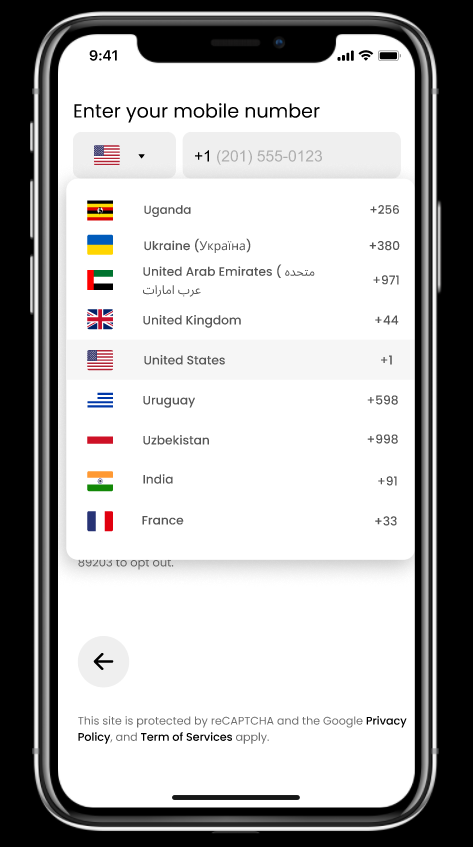 9:41
Enter your mobile number
+1 (201) 555-0123
Uganda +256
Ukraine (Україна) +380
United Arab Emirates ( متحده
عرب امارات +971
United Kingdom +44
United States +1
Uruguay +598
Uzbekistan +998
India +91
France +33
89203 to opt out.
This site is protected by reCAPTCHA and the Google Privacy
Policy, and Term of Services apply.